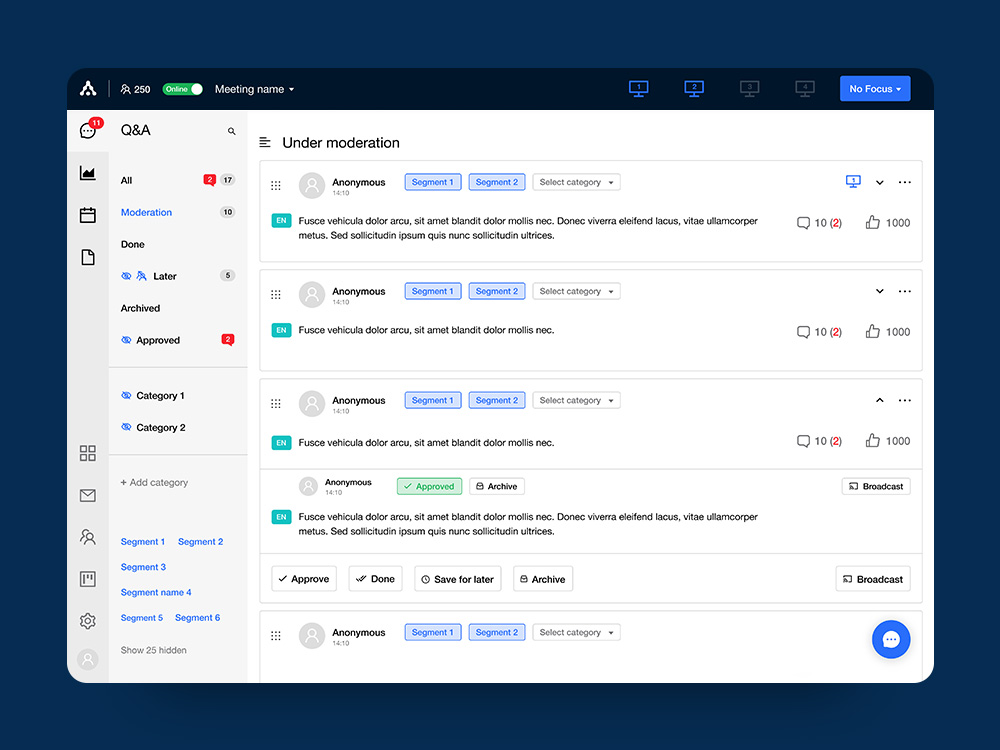 250 Online Meeting name 1 2 3 4 No Focus
11
Q&A
All 2 17
Moderation 10
Done
Later 5
Archived
Approved 2
Category 1
Category 2
+ Add category
Segment 1 Segment 2
Segment 3
Segment name 4
Segment 5 Segment 6
Show 25 hidden
Under moderation
Anonymous Segment 1 Segment 2 Select category 1
14:10
EN Fusce vehicula dolor arcu, sit amet blandit dolor mollis nec. Donec viverra eleifend lacus, vitae ullamcorper
metus. Sed sollicitudin ipsum quis nunc sollicitudin ultrices.
10 (2) 1000
Anonymous Segment 1 Segment 2 Select category
14:10
EN Fusce vehicula dolor arcu, sit amet blandit dolor mollis nec.
10 (2) 1000
Anonymous Segment 1 Segment 2 Select category
14:10
EN Fusce vehicula dolor arcu, sit amet blandit dolor mollis nec.
10 (2) 1000
Anonymous Approved Archive Broadcast
14:10
EN Fusce vehicula dolor arcu, sit amet blandit dolor mollis nec. Donec viverra eleifend lacus, vitae ullamcorper
metus. Sed sollicitudin ipsum quis nunc sollicitudin ultrices.
Approve Done Save for later Archive Broadcast
Anonymous Segment 1 Segment 2 Select category
14:10